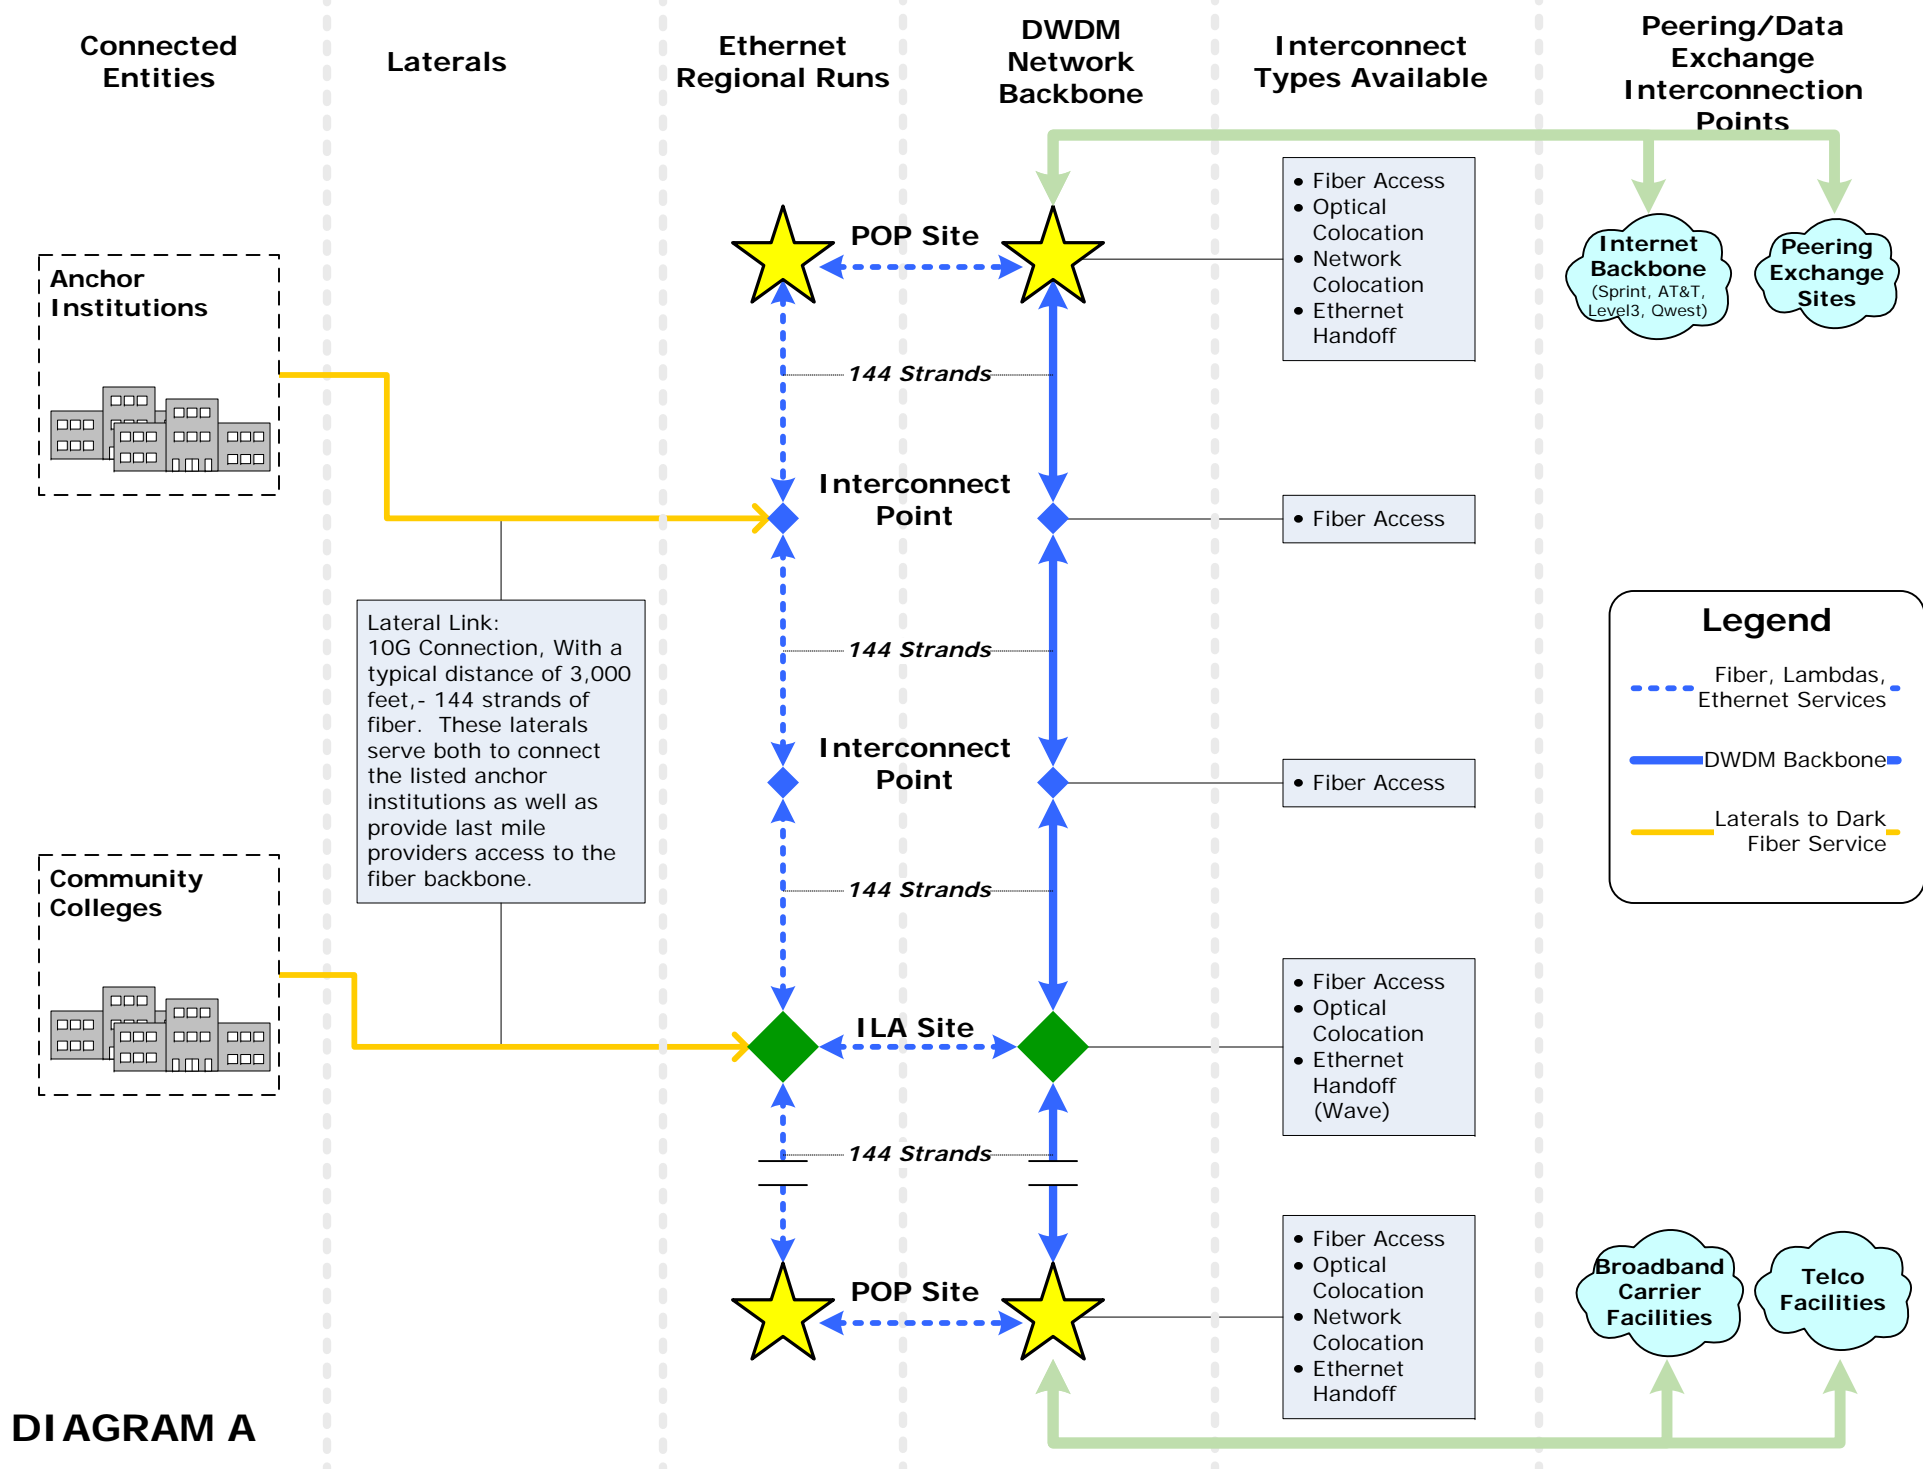 Connected
Entities
Laterals
Ethernet
Regional Runs
DWDM
Network
Backbone
Interconnect
Types Available
Peering/Data
Exchange
Interconnection
Points
Anchor
Institutions
POP Site
• Fiber Access
• Optical
Colocation
• Network
Colocation
• Ethernet
Handoff
Internet
Backbone
(Sprint, AT&T,
Level3, Qwest)
Peering
Exchange
Sites
144 Strands
Interconnect
Point
• Fiber Access
Lateral Link:
10G Connection, With a
typical distance of 3,000
feet,- 144 strands of
fiber. These laterals
serve both to connect
the listed anchor
institutions as well as
provide last mile
providers access to the
fiber backbone.
144 Strands
Legend
Fiber, Lambdas,
Ethernet Services
DWDM Backbone
Laterals to Dark
Fiber Service
Interconnect
Point
• Fiber Access
144 Strands
Community
Colleges
ILA Site
• Fiber Access
• Optical
Colocation
• Ethernet
Handoff
(Wave)
144 Strands
POP Site
• Fiber Access
• Optical
Colocation
• Network
Colocation
• Ethernet
Handoff
Broadband
Carrier
Facilities
Telco
Facilities
DIAGRAM A